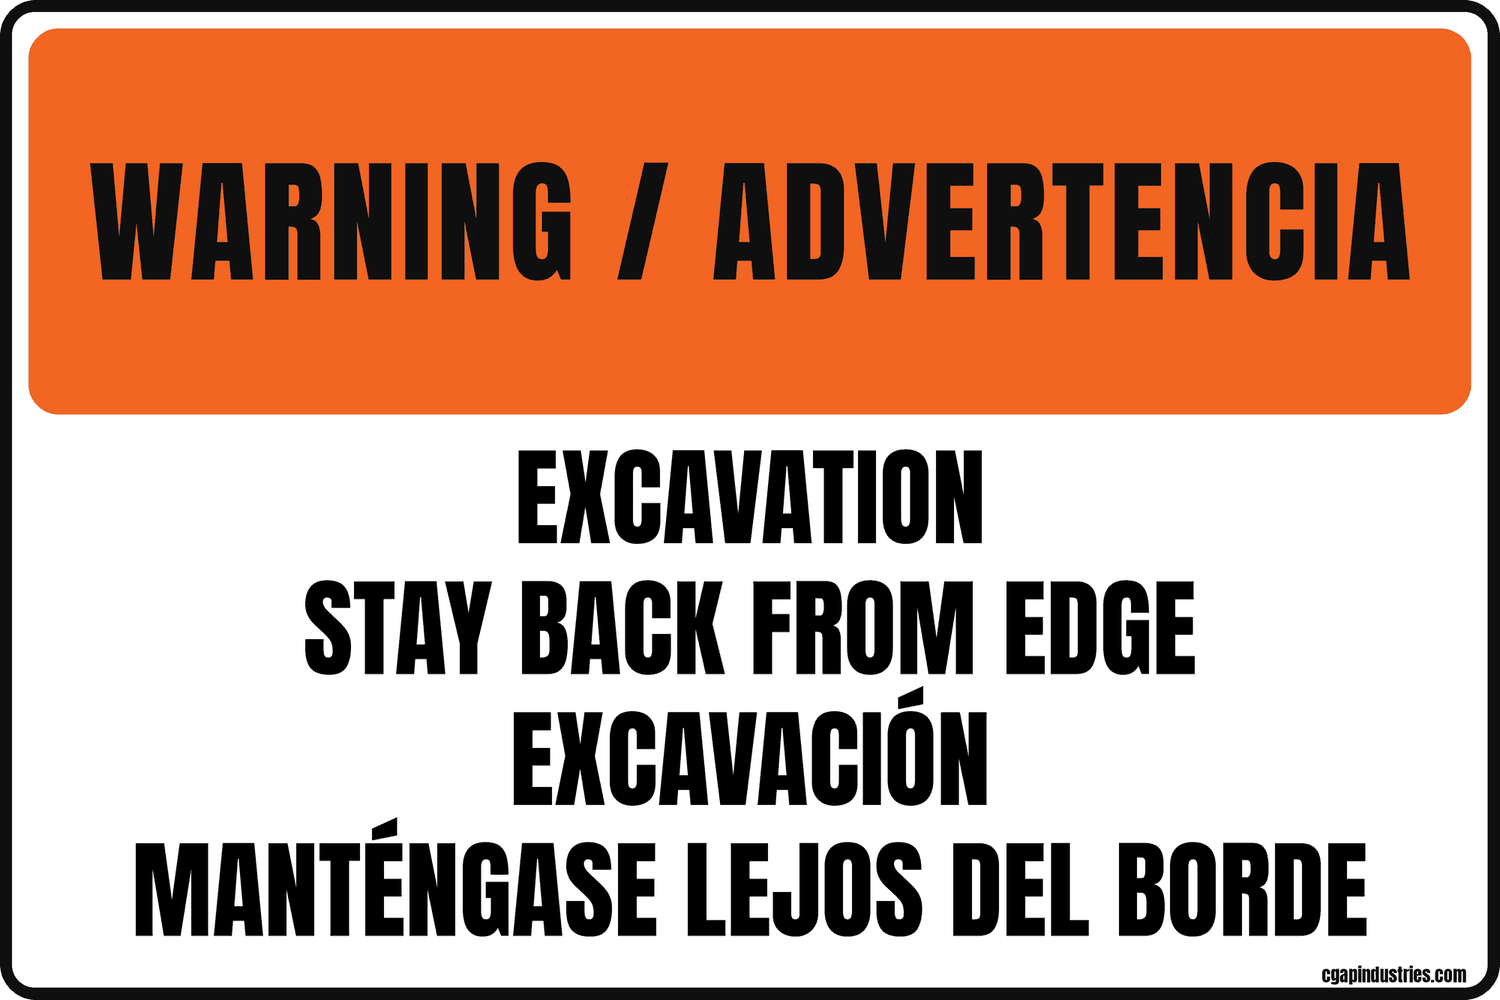 WARNING / ADVERTENCIA
EXCAVATION
STAY BACK FROM EDGE
EXCAVACIÓN
MANTÉNGASE LEJOS DEL BORDE
cgapindustries.com